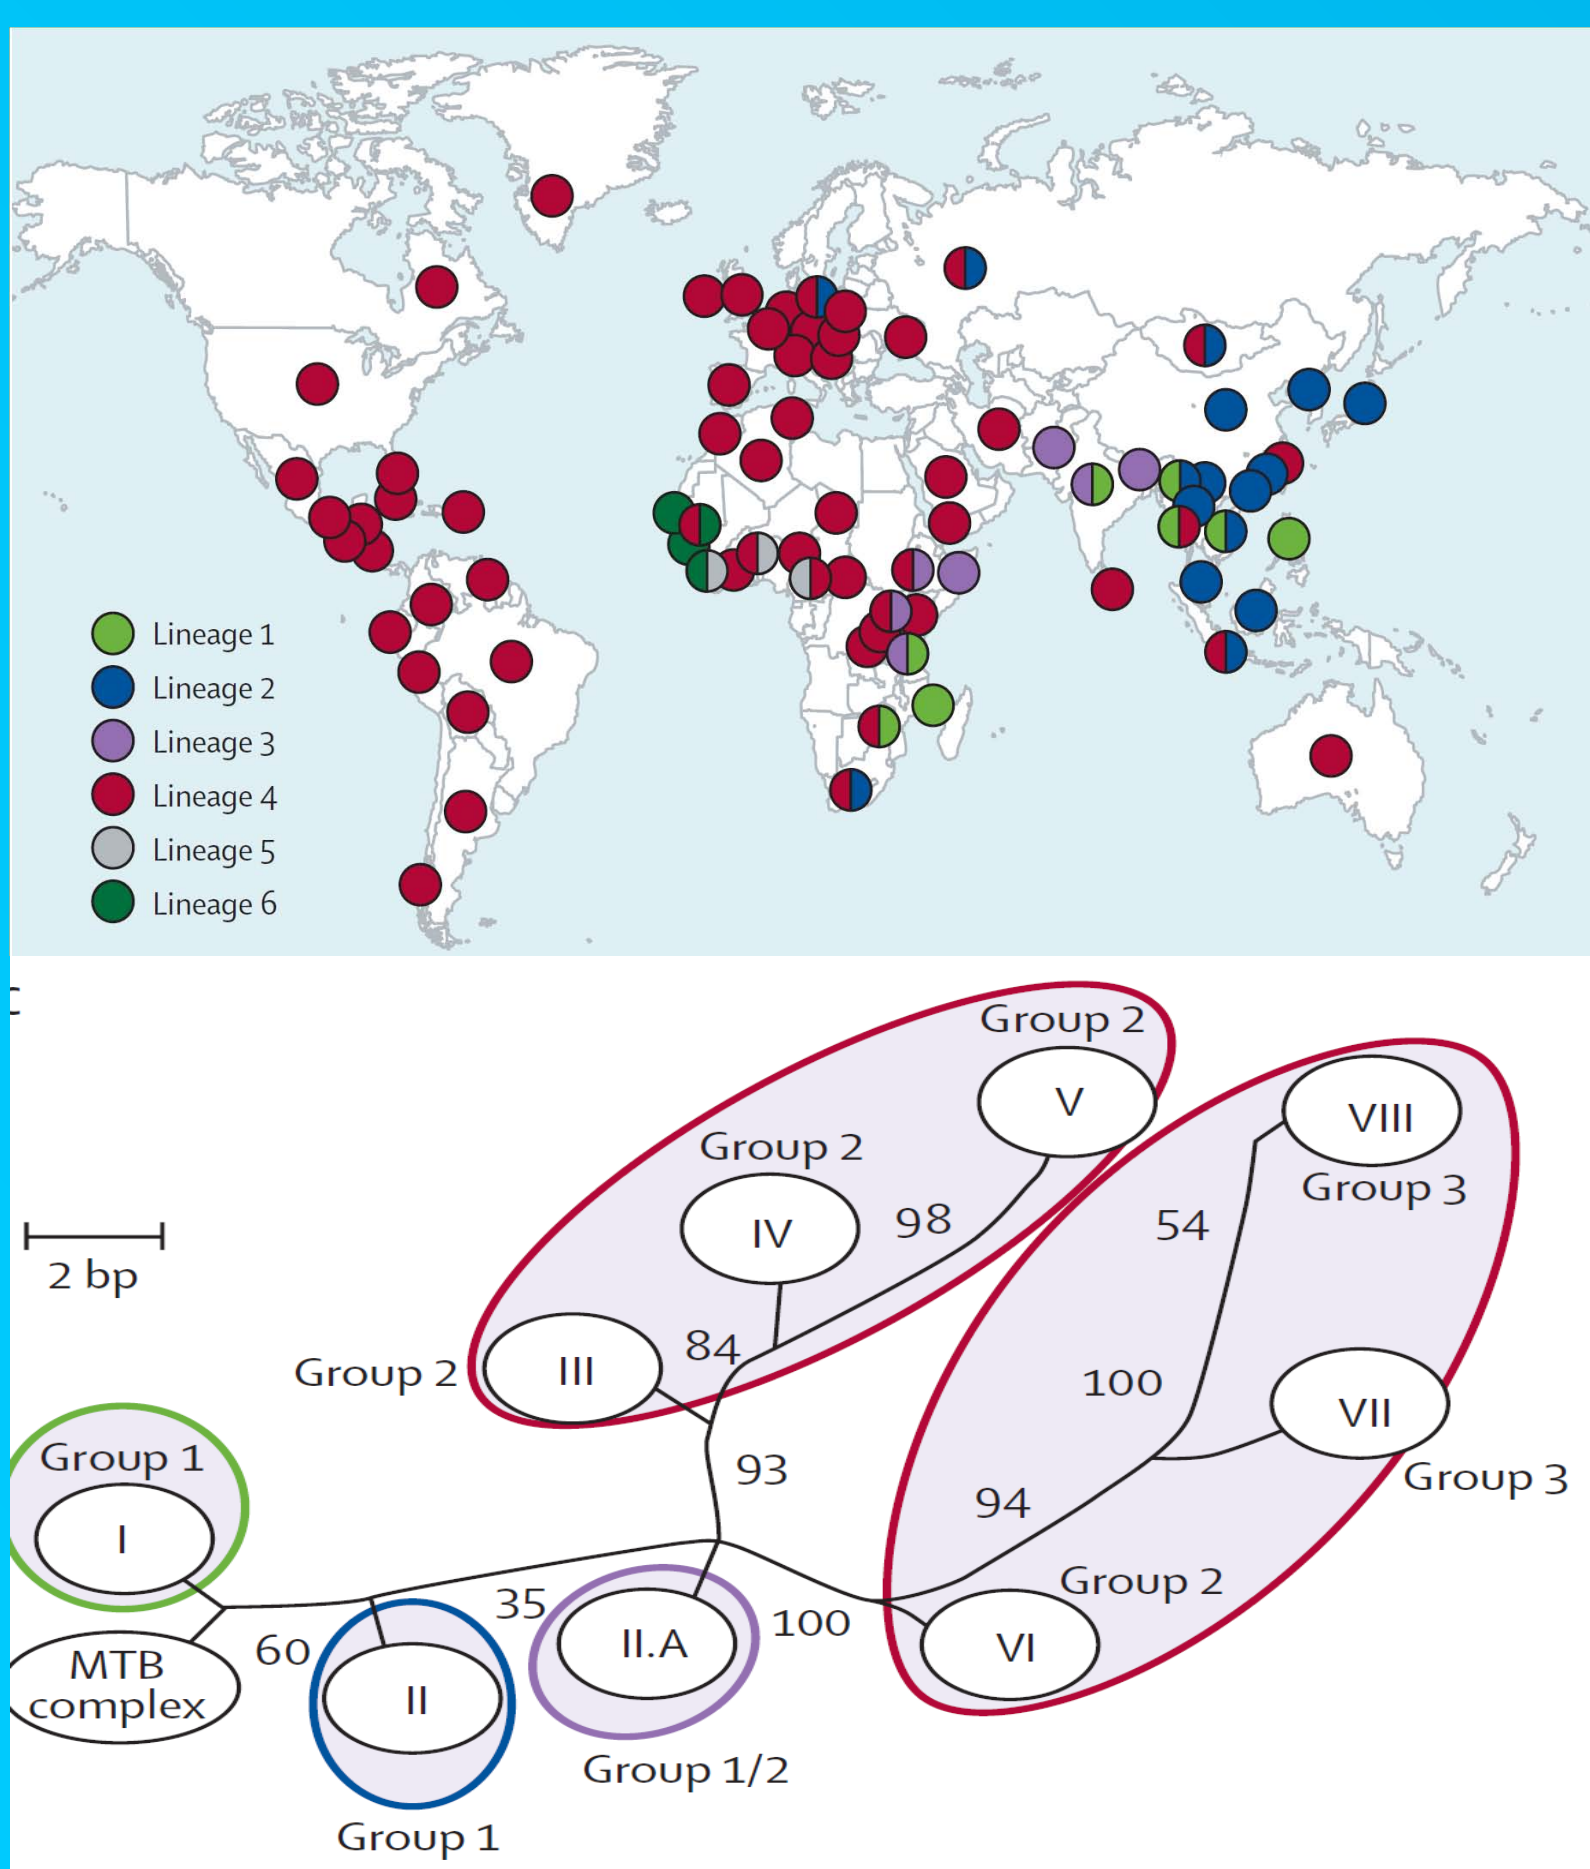 Lineage 1
Lineage 2
Lineage 3
Lineage 4
Lineage 5
Lineage 6
c
Group 2
V
VIII
Group 2
Group 3
IV
98
54
2 bp
84
III
Group 2
100
VII
93
Group 1
Group 3
94
I
Group 2
35
100
60
II.A
VI
MTB
complex
II
Group 1/2
Group 1